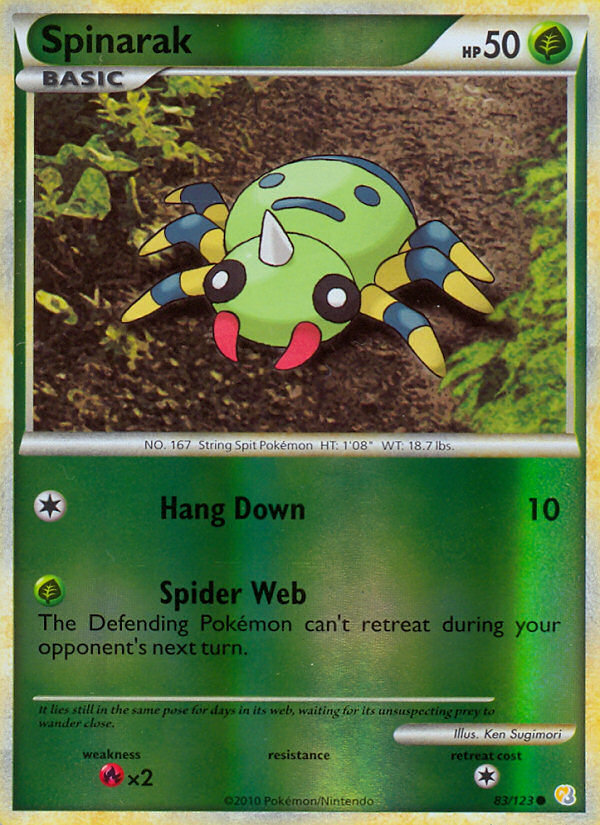 Spinarak
HP 50
BASIC
NO. 167 String Spit Pokémon HT: 1'08" WT: 18.7 lbs.
Hang Down 10
Spider Web
The Defending Pokémon can't retreat during your
opponent's next turn.
It lies still in the same pose for days in its web, waiting for its unsuspecting prey to
wander close.
Illus. Ken Sugimori
weakness resistance retreat cost
×2
©2010 Pokémon/Nintendo 83/123